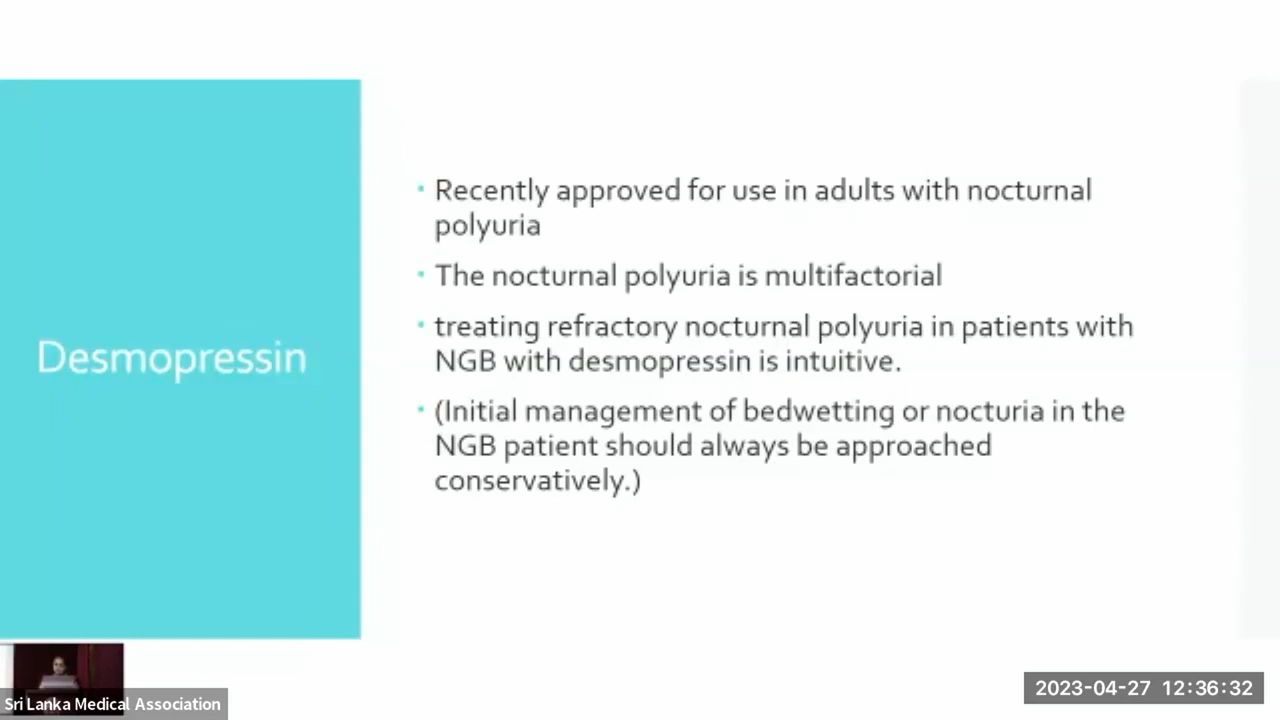 Desmopressin
Recently approved for use in adults with nocturnal
polyuria
The nocturnal polyuria is multifactorial
treating refractory nocturnal polyuria in patients with
NGB with desmopressin is intuitive.
(Initial management of bedwetting or nocturia in the
NGB patient should always be approached
conservatively.)
Sri Lanka Medical Association
2023-04-27 12:36:32